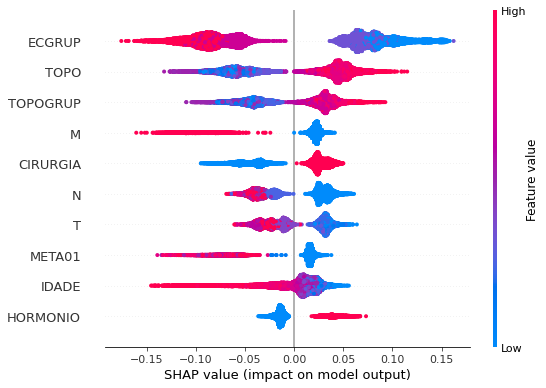 High
ECGRUP
TOPO
TOPOGRUP
M
CIRURGIA
N
T
META01
IDADE
HORMONIO
Feature value
Low
−0.15 −0.10 −0.05 0.00 0.05 0.10 0.15
SHAP value (impact on model output)